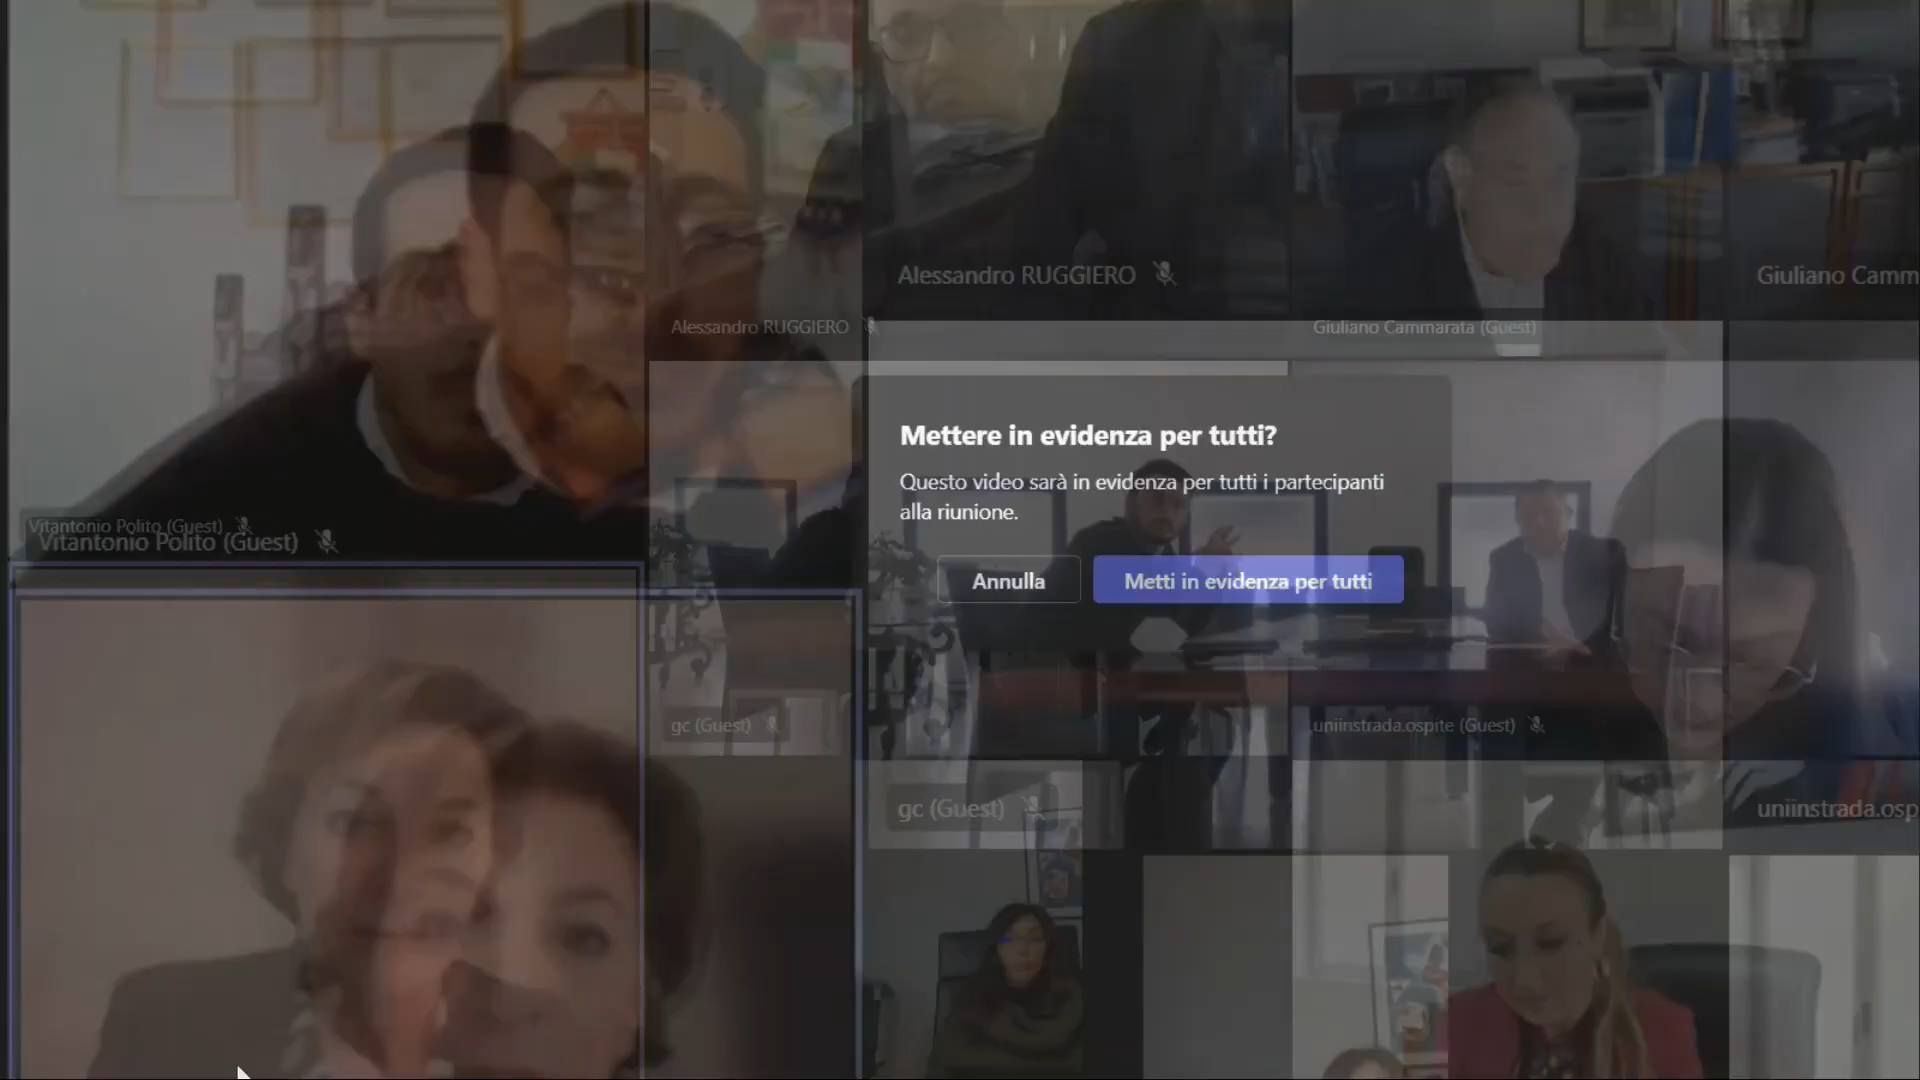 Alessandro RUGGIERO
Giuliano Camm
Alessandro RUGGIERO
Giuliano Cammarata (Guest)
Mettere in evidenza per tutti?
Questo video sarà in evidenza per tutti i partecipanti
alla riunione.
Vitantonio Polito (Guest)
Vitantonio Polito (Guest)
Annulla
Metti in evidenza per tutti
gc (Guest)
uniinstrada.ospite (Guest)
gc (Guest)
uniinstrada.osp